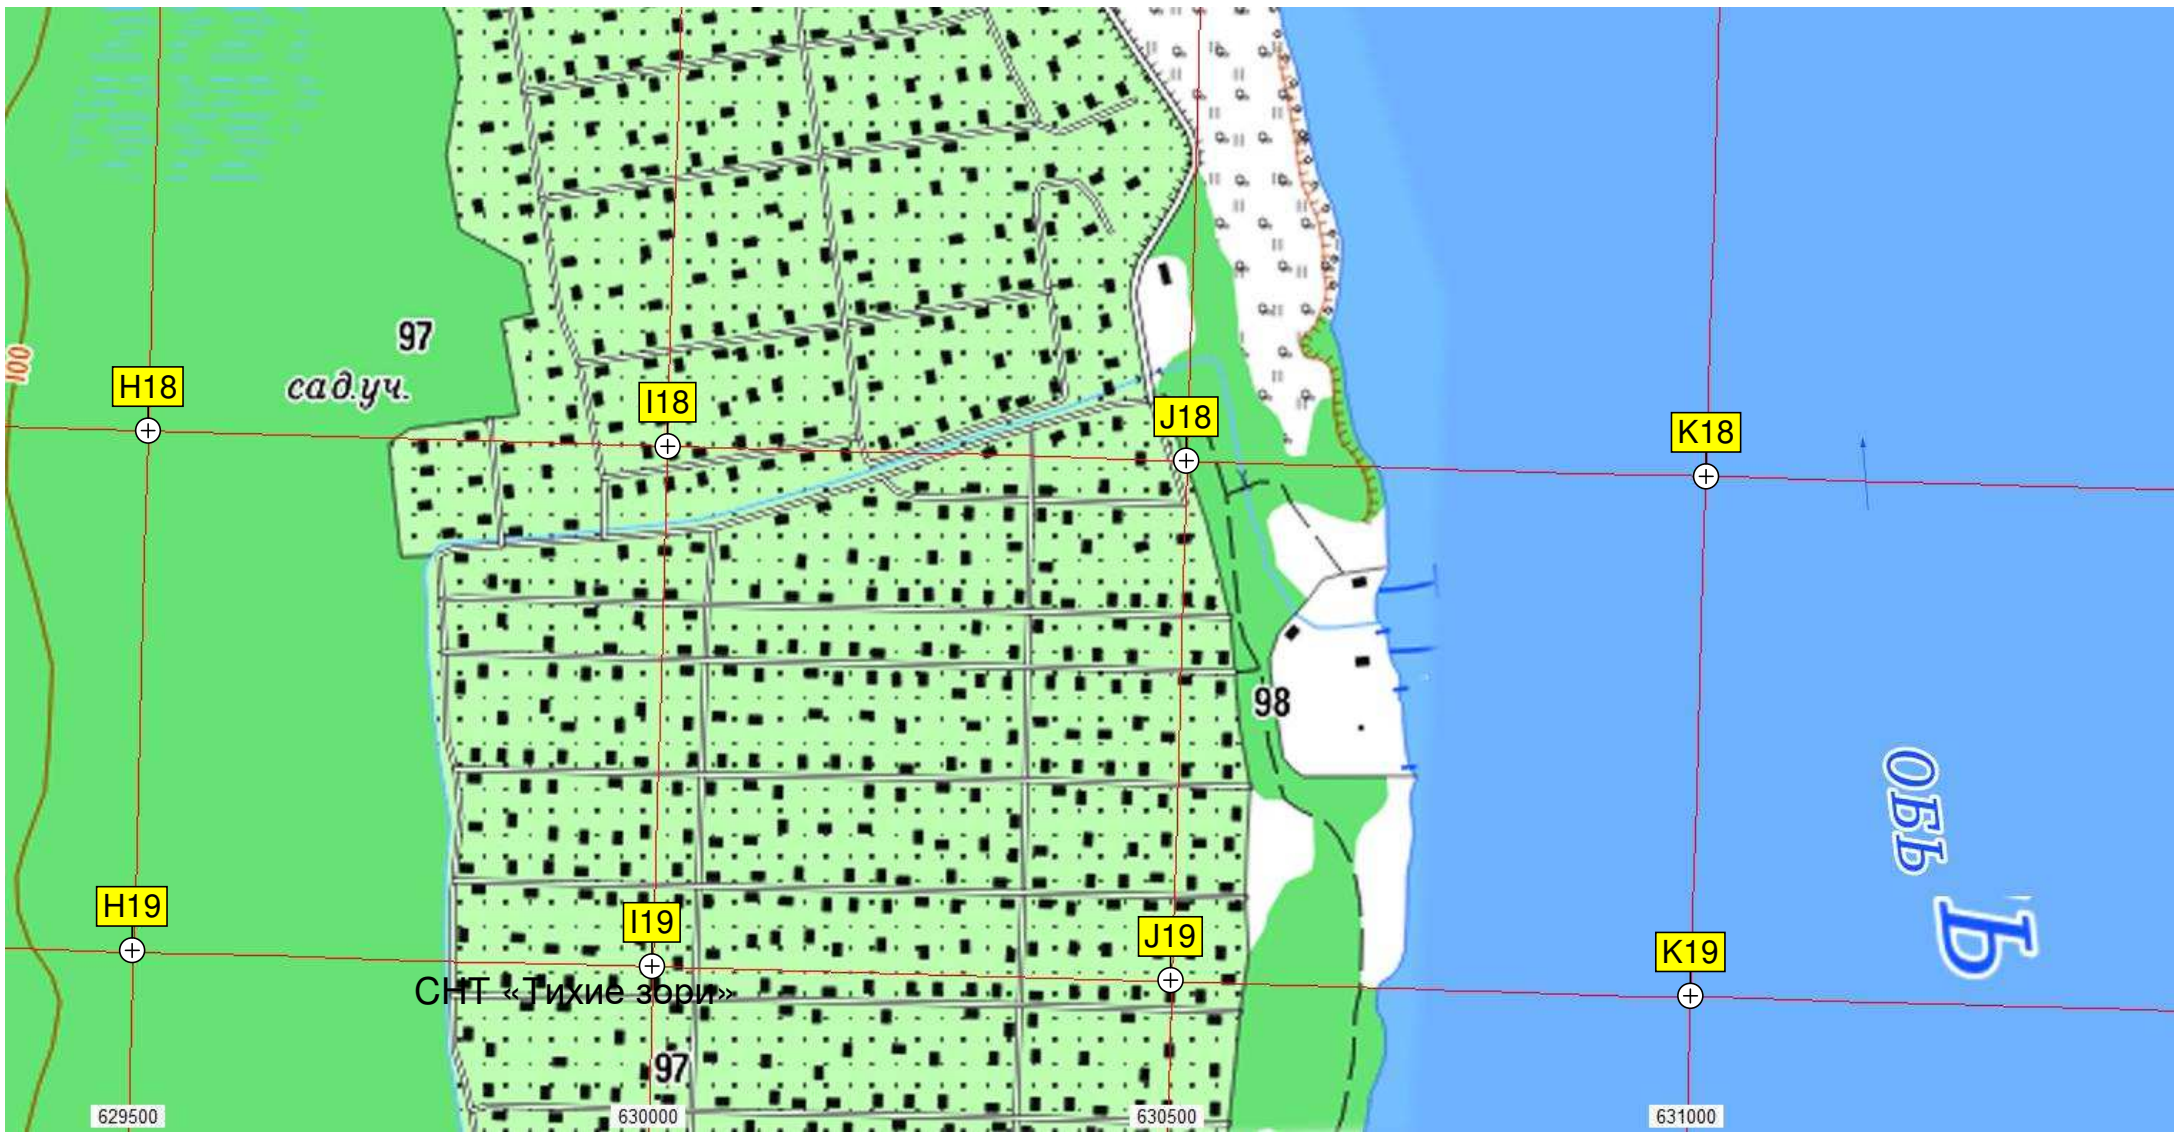 97
100
сад.уч.
H18
I18
J18
K18
98
ОБЬ
H19
I19
J19
K19
Ь
СНТ «Тихие зори»
97
629500
630000
630500
631000